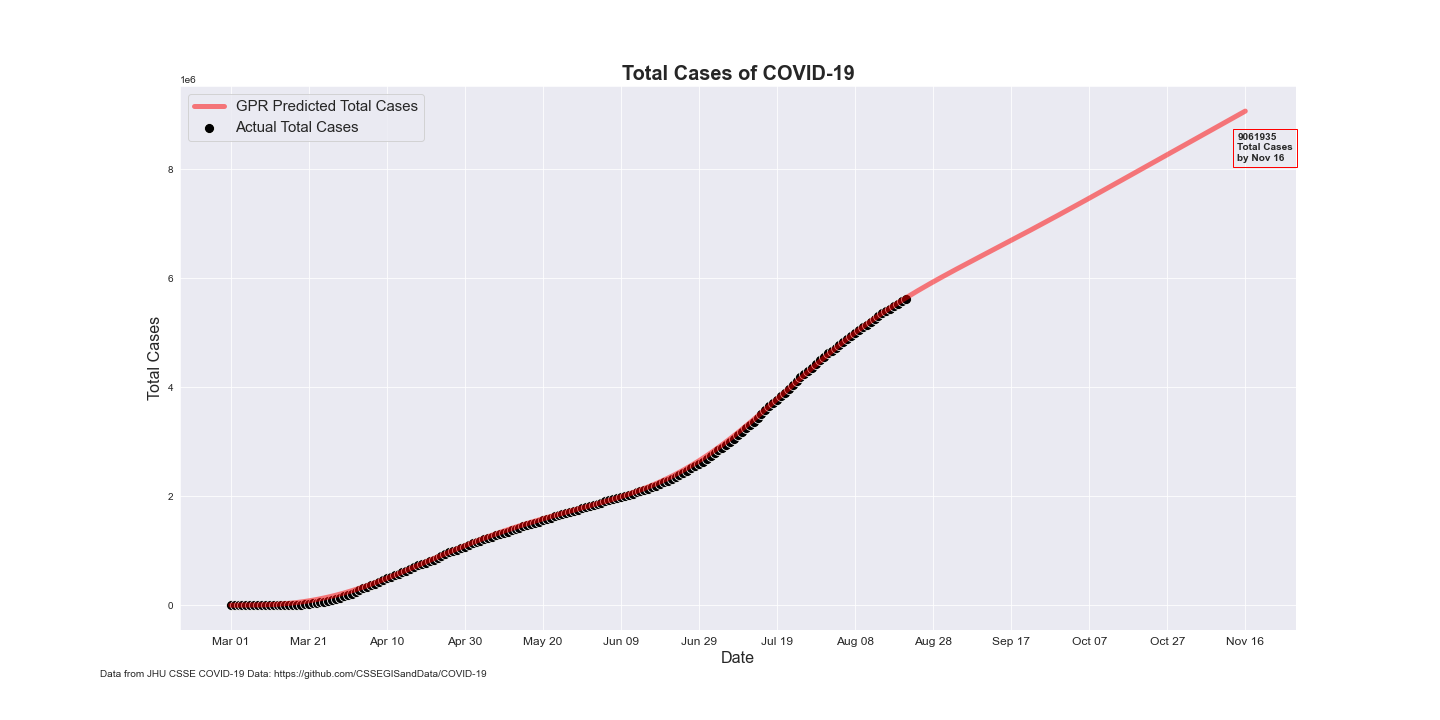 Total Cases of COVID-19
1e6
GPR Predicted Total Cases
Actual Total Cases
9061935
Total Cases
by Nov 16
8
6
4
2
0
Total Cases
Mar 01 Mar 21 Apr 10 Apr 30 May 20 Jun 09 Jun 29 Jul 19 Aug 08 Aug 28 Sep 17 Oct 07 Oct 27 Nov 16
Date
Data from JHU CSSE COVID-19 Data: https://github.com/CSSEGISandData/COVID-19